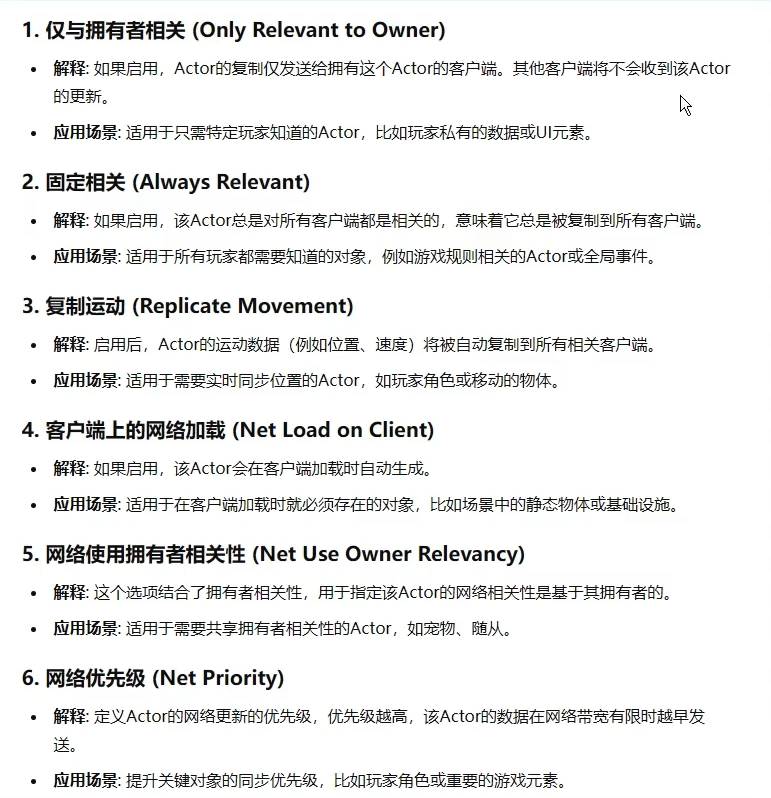 1. 仅与拥有者相关 (Only Relevant to Owner)
• 解释: 如果启用，Actor的复制仅发送给拥有这个Actor的客户端。其他客户端将不会收到该Actor
的更新。
• 应用场景: 适用于只需特定玩家知道的Actor，比如玩家私有的数据或UI元素。
2. 固定相关 (Always Relevant)
• 解释: 如果启用，该Actor总是对所有客户端都是相关的，意味着它总是被复制到所有客户端。
• 应用场景: 适用于所有玩家都需要知道的对象，例如游戏规则相关的Actor或全局事件。
3. 复制运动 (Replicate Movement)
• 解释: 启用后，Actor的运动数据（例如位置、速度）将被自动复制到所有相关客户端。
• 应用场景: 适用于需要实时同步位置的Actor，如玩家角色或移动的物体。
4. 客户端上的网络加载 (Net Load on Client)
• 解释: 如果启用，该Actor会在客户端加载时自动生成。
• 应用场景: 适用于在客户端加载时就必须存在的对象，比如场景中的静态物体或基础设施。
5. 网络使用拥有者相关性 (Net Use Owner Relevancy)
• 解释: 这个选项结合了拥有者相关性，用于指定该Actor的网络相关性是基于其拥有者的。
• 应用场景: 适用于需要共享拥有者相关性的Actor，如宠物、随从。
6. 网络优先级 (Net Priority)
• 解释: 定义Actor的网络更新的优先级，优先级越高，该Actor的数据在网络带宽有限时越早发
送。
• 应用场景: 提升关键对象的同步优先级，比如玩家角色或重要的游戏元素。